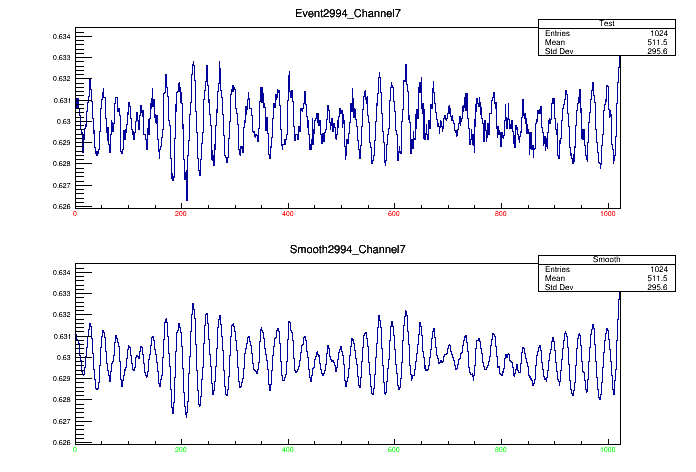 Event2994_Channel7
Test
Entries 1024
Mean 511.5
Std Dev 295.6
0.634
0.633
0.632
0.631
0.63
0.629
0.628
0.627
0.626
0 200 400 600 800 1000
Smooth2994_Channel7
Smooth
Entries 1024
Mean 511.5
Std Dev 295.6
0.634
0.633
0.632
0.631
0.63
0.629
0.628
0.627
0.626
0 200 400 600 800 1000